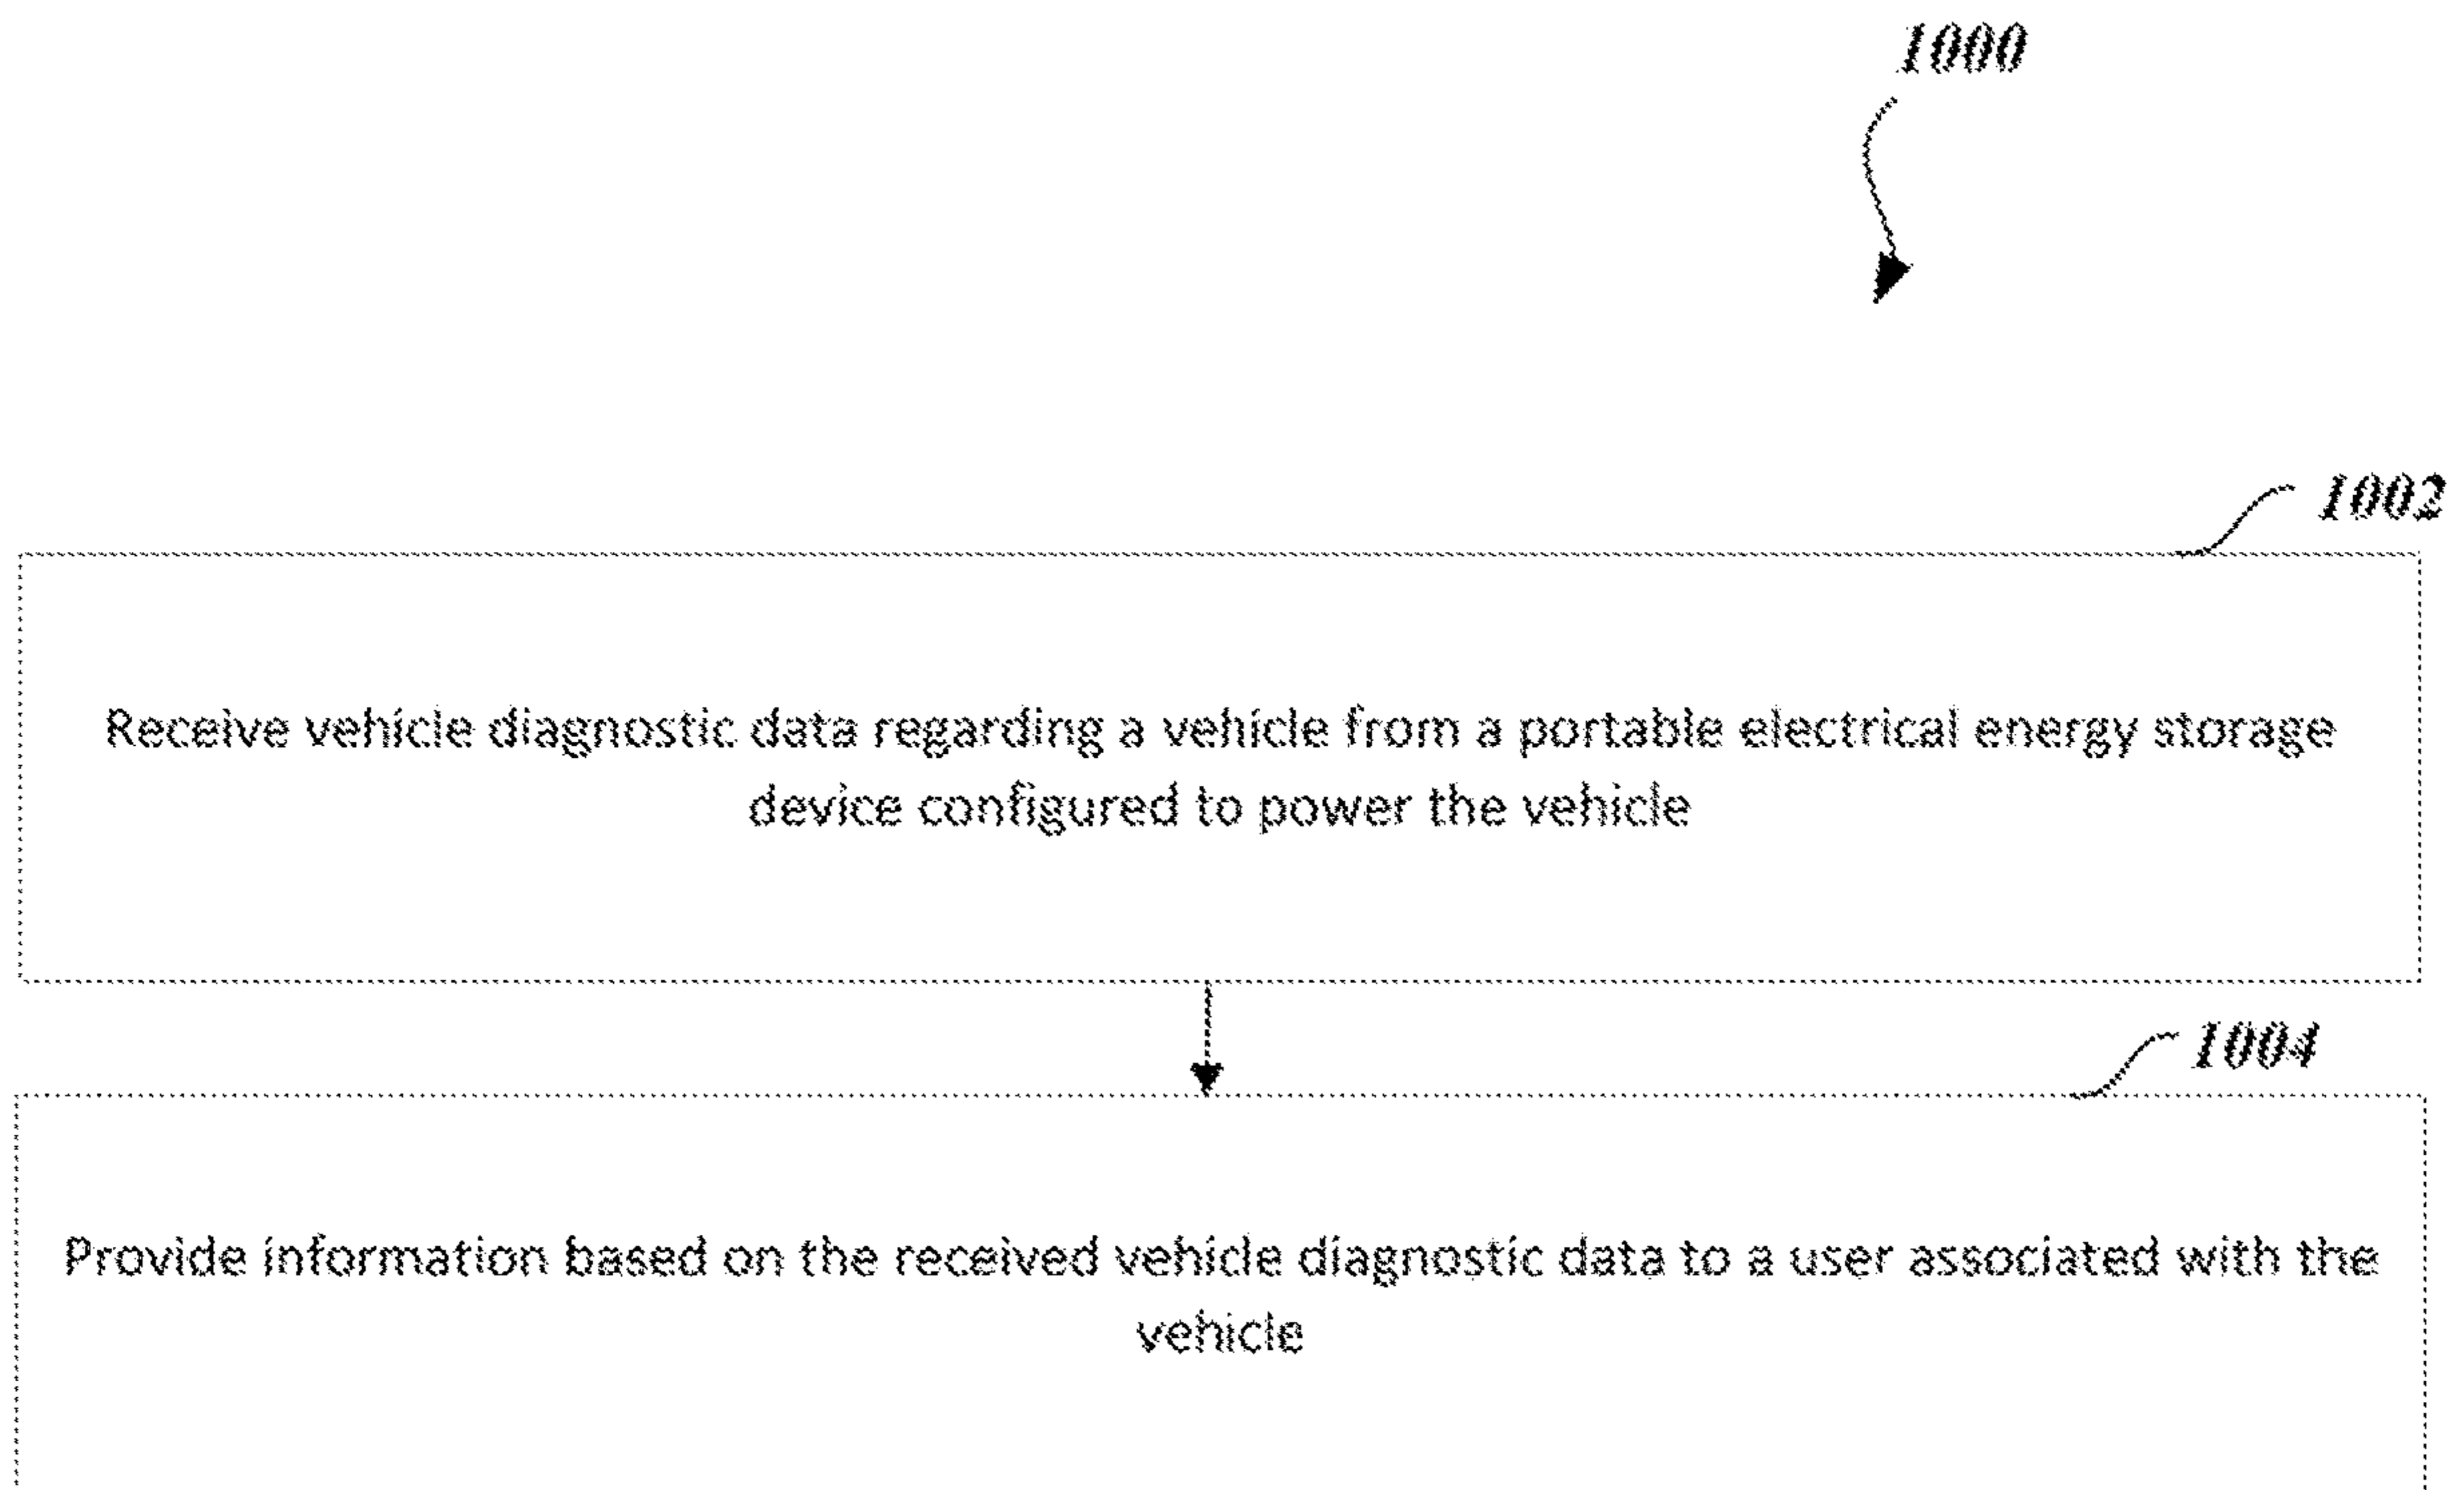 1000
1002
Receive vehicle diagnostic data regarding a vehicle from a portable electrical energy storage
device configured to power the vehicle
1004
Provide information based on the received vehicle diagnostic data to a user associated with the
vehicle